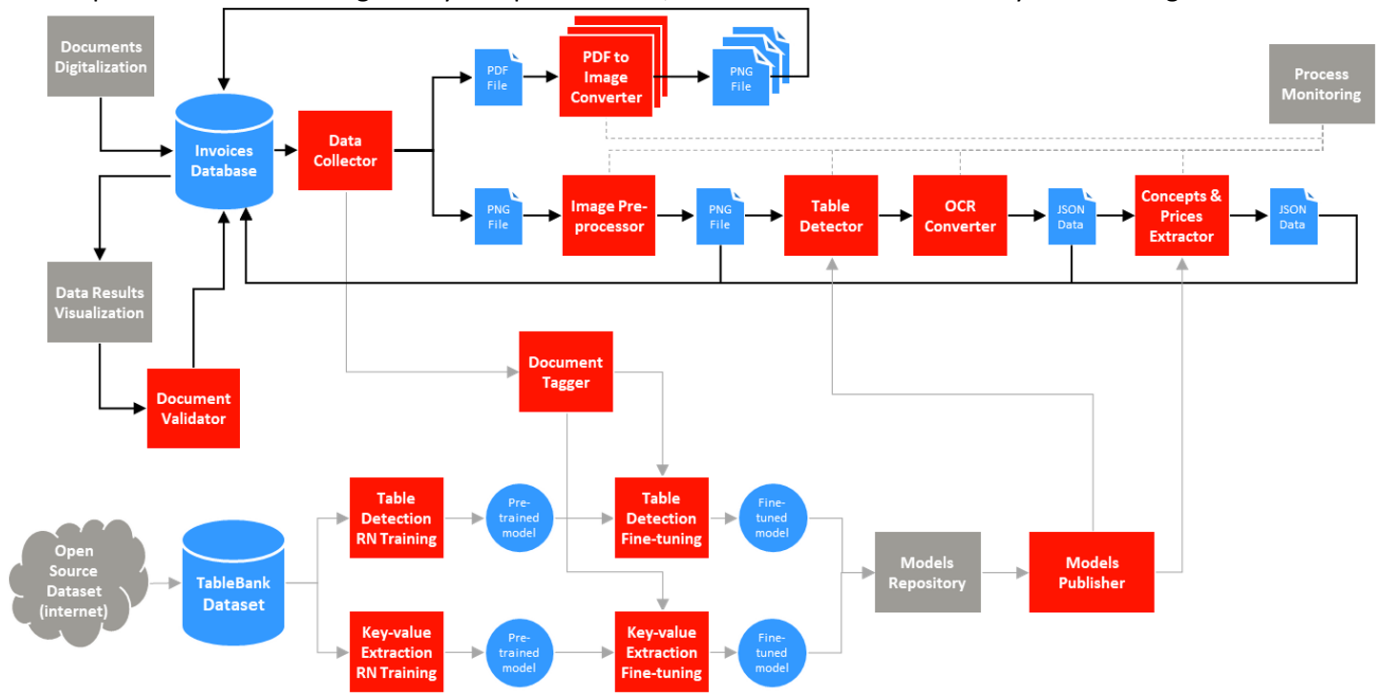 Documents
Digitalization
PDF
File
PDF to
Image
Converter
PNG
File
Process
Monitoring
Invoices
Database
Data
Collector
PNG
File
Image Pre-
processor
PNG
File
Table
Detector
OCR
Converter
JSON
Data
Concepts &
Prices
Extractor
JSON
Data
Data Results
Visualization
Document
Validator
Document
Tagger
Open
Source
Dataset
(internet)
TableBank
Dataset
Table
Detection
RN Training
Pre-
trained
model
Table
Detection
Fine-tuning
Fine-
tuned
model
Models
Repository
Models
Publisher
Key-value
Extraction
RN Training
Pre-
trained
model
Key-value
Extraction
Fine-tuning
Fine-
tuned
model